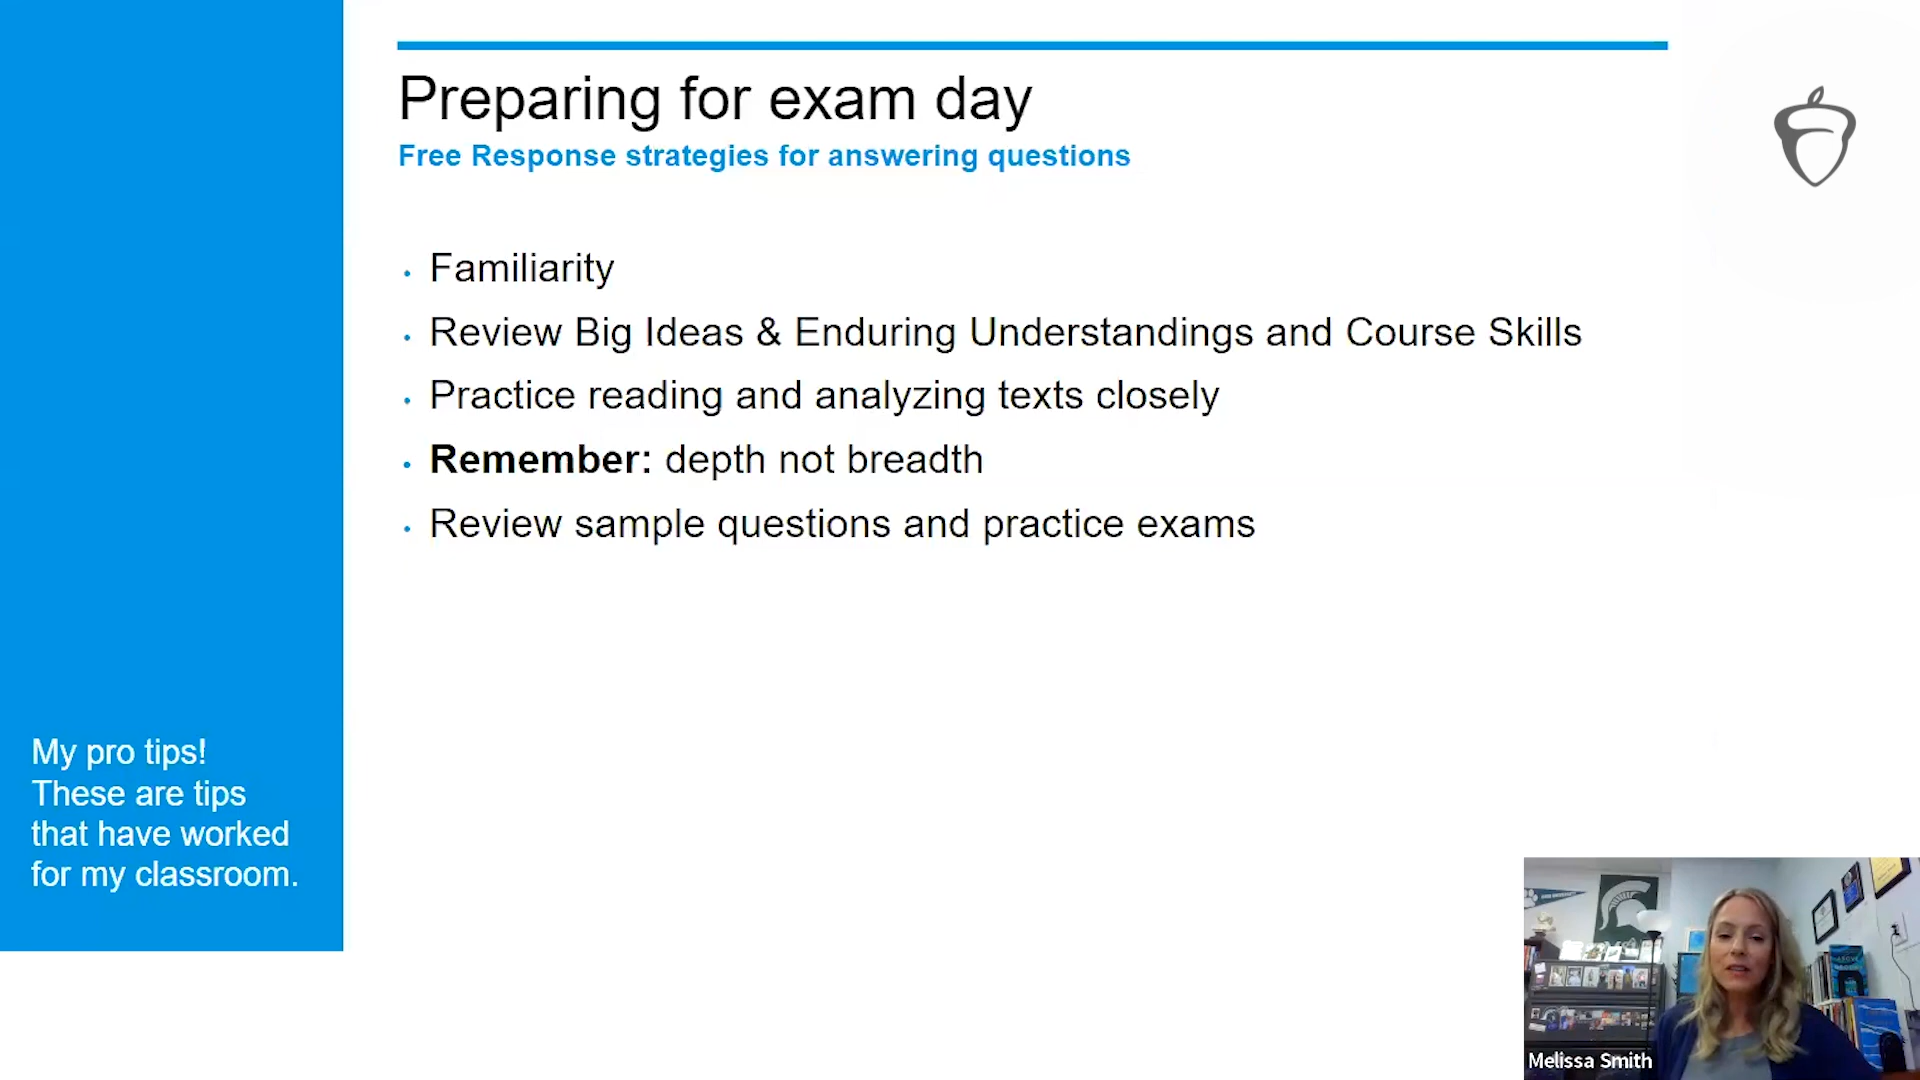 Preparing for exam day
Free Response strategies for answering questions
• Familiarity
• Review Big Ideas & Enduring Understandings and Course Skills
• Practice reading and analyzing texts closely
• Remember: depth not breadth
• Review sample questions and practice exams
My pro tips!
These are tips
that have worked
for my classroom.
Melissa Smith